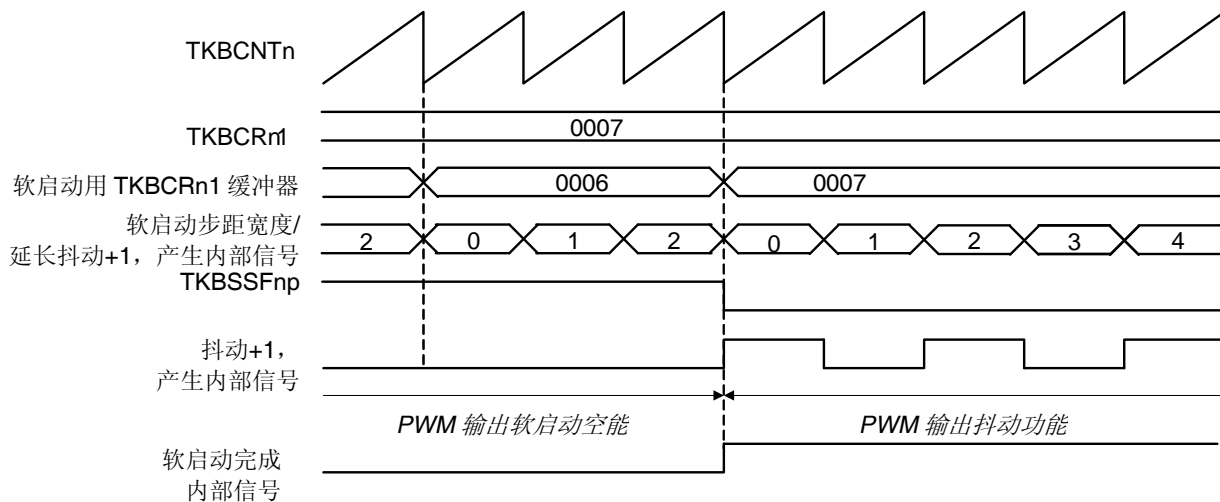 TKBCNTn
TKBCRn1
0007
软启动用 TKBCRn1 缓冲器
0006
0007
软启动步距宽度/
延长抖动+1，产生内部信号
2
0
1
2
0
1
2
3
4
TKBSSFnp
抖动+1，
产生内部信号
PWM 输出软启动空能
PWM 输出抖动功能
软启动完成
内部信号